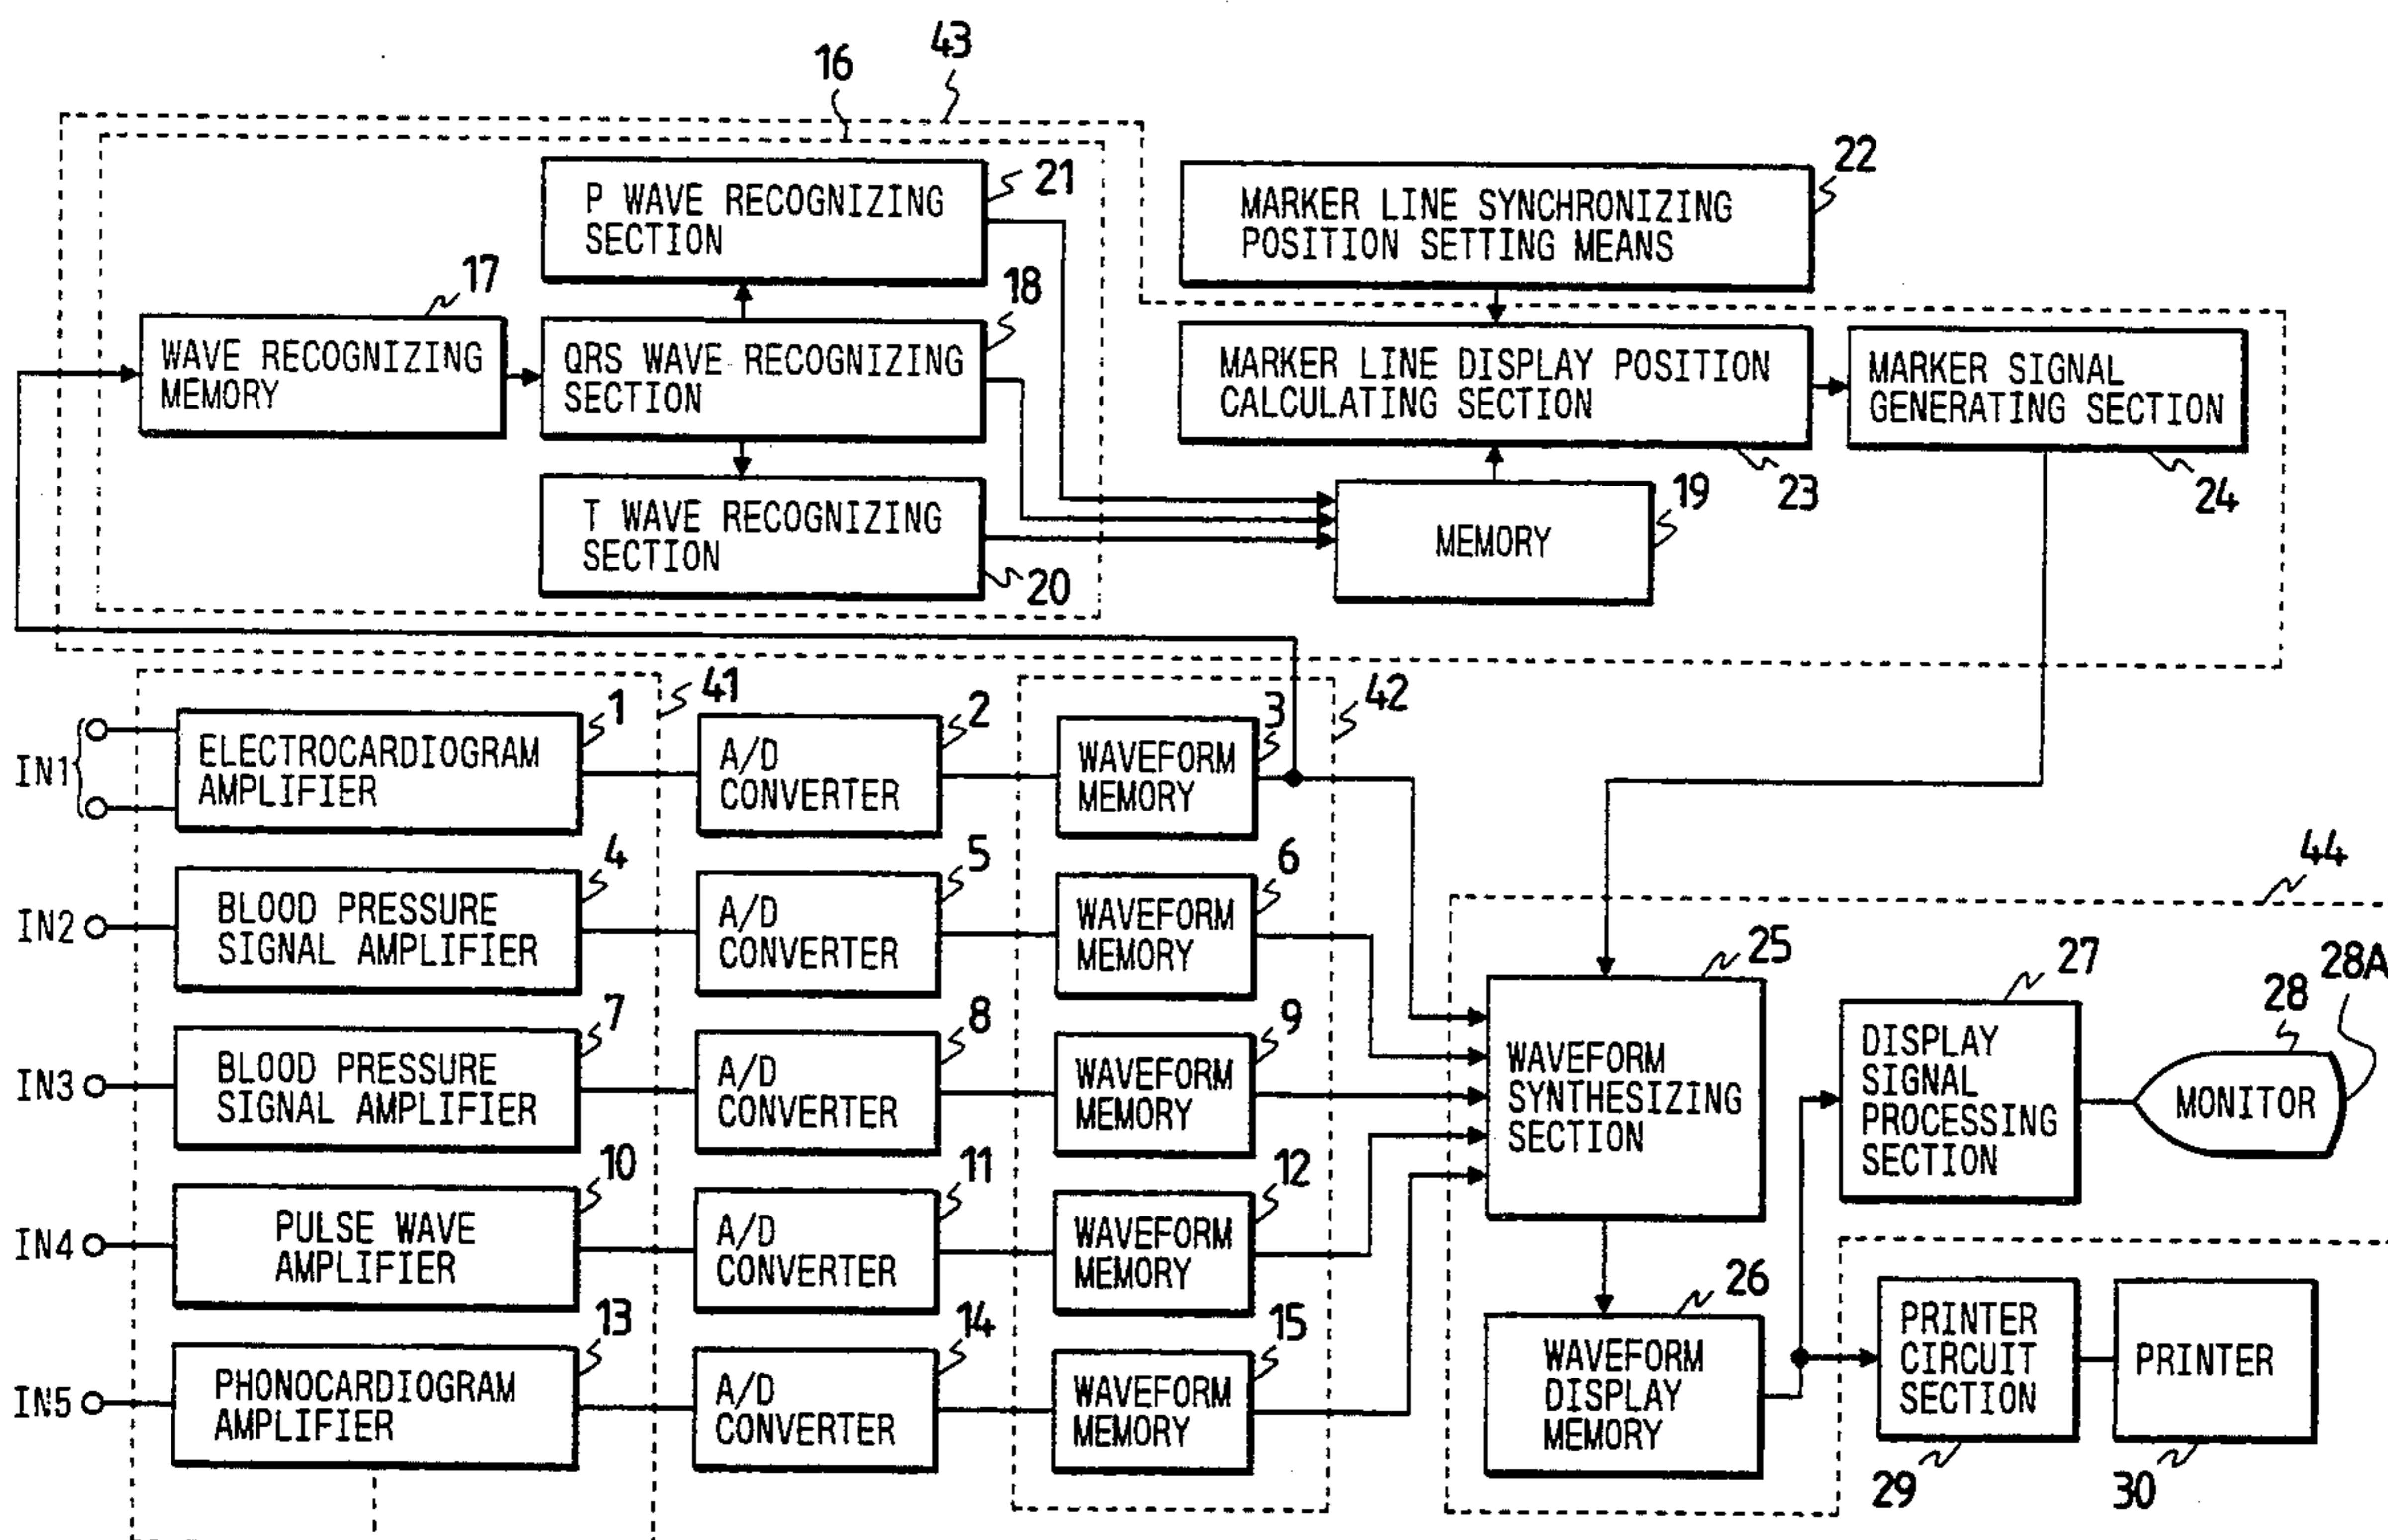 43
16
21
P WAVE RECOGNIZING
SECTION
22
MARKER LINE SYNCHRONIZING
POSITION SETTING MEANS
17
WAVE RECOGNIZING
MEMORY
18
QRS WAVE RECOGNIZING
SECTION
MARKER LINE DISPLAY POSITION
CALCULATING SECTION
23
MARKER SIGNAL
GENERATING SECTION
24
T WAVE RECOGNIZING
SECTION
20
19
MEMORY
41
42
IN1
1
ELECTROCARDIOGRAM
AMPLIFIER
2
A/D
CONVERTER
3
WAVEFORM
MEMORY
IN2
4
BLOOD PRESSURE
SIGNAL AMPLIFIER
5
A/D
CONVERTER
6
WAVEFORM
MEMORY
44
IN3
7
BLOOD PRESSURE
SIGNAL AMPLIFIER
8
A/D
CONVERTER
9
WAVEFORM
MEMORY
25
WAVEFORM
SYNTHESIZING
SECTION
27
DISPLAY
SIGNAL
PROCESSING
SECTION
28
28A
MONITOR
IN4
10
PULSE WAVE
AMPLIFIER
11
A/D
CONVERTER
12
WAVEFORM
MEMORY
IN5
13
PHONOCARDIOGRAM
AMPLIFIER
14
A/D
CONVERTER
15
WAVEFORM
MEMORY
26
WAVEFORM
DISPLAY
MEMORY
PRINTER
CIRCUIT
SECTION
29
PRINTER
30